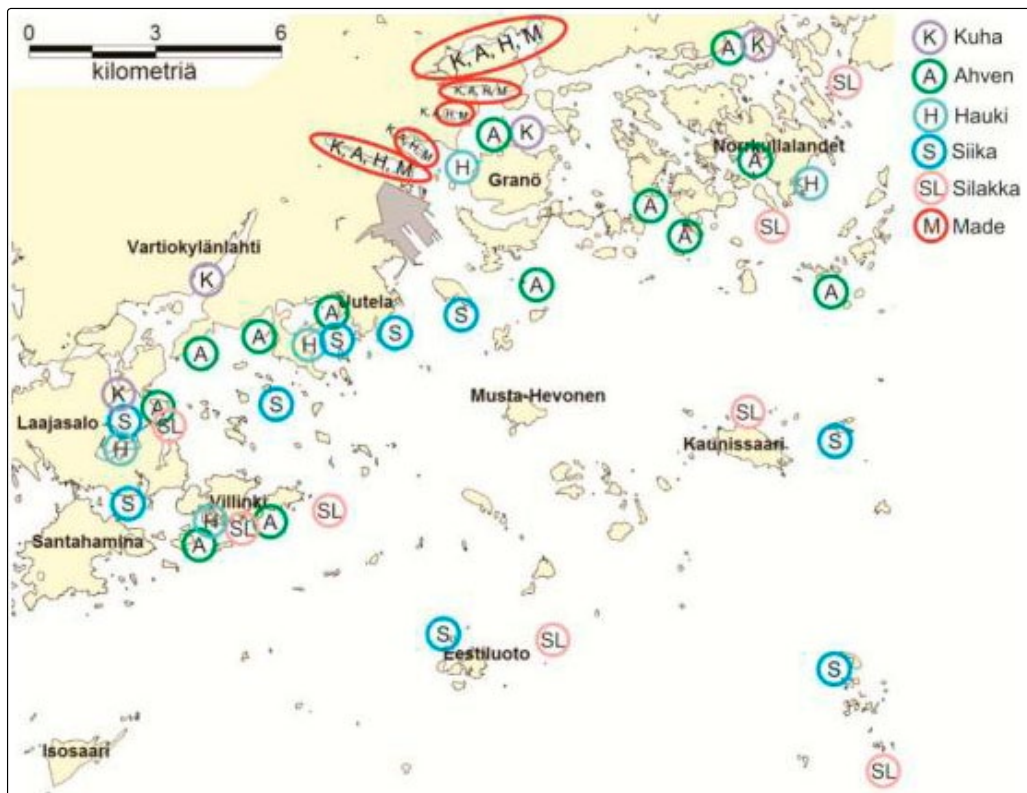 0 3 6
kilometriä
K, A, H, M
K, A, H, M
K, A, H, M
K, A, H, M
K, A, H, M
A
K
SL
A
K
Norrkullalandet
A
H
Granö
H
A
SL
A
Vartiokylänlahti
K
A
A
Uutela
A
S
S
A
H
S
A
K
A
S
Musta-Hevonen
SL
Laajasalo
S
SL
Kaunissaari
S
H
S
Villinki
SL
H
SL
A
Santahamina
A
S
SL
Eestiluoto
S
Isosaari
SL
K Kuha
A Ahven
H Hauki
S Siika
SL Silakka
M Made